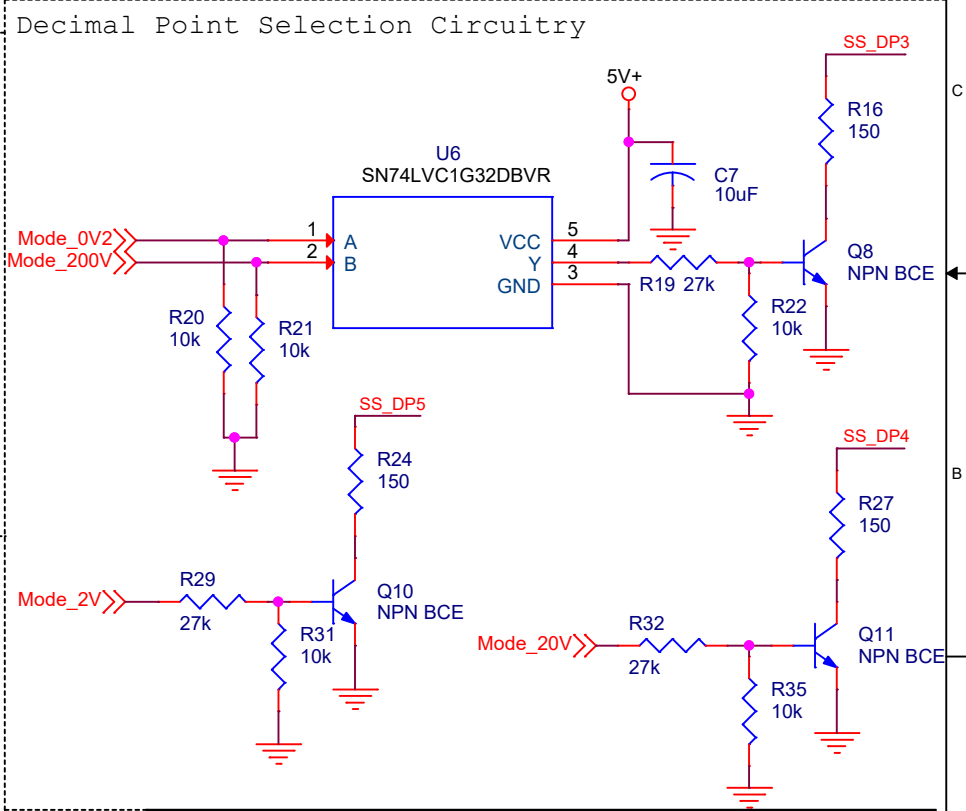 Decimal Point Selection Circuitry
SS_DP3
C
5V+
R16
150
U6
SN74LVC1G32DBVR
C7
10uF
Mode_0V2
1
A
VCC
5
Mode_200V
2
B
Y
4
GND
3
R19 27k
Q8
NPN BCE
R20
10k
R21
10k
R22
10k
SS_DP5
SS_DP4
R24
150
B
R27
150
Mode_2V
R29
27k
Q10
NPN BCE
R31
10k
Mode_20V
R32
27k
Q11
NPN BCE
R35
10k